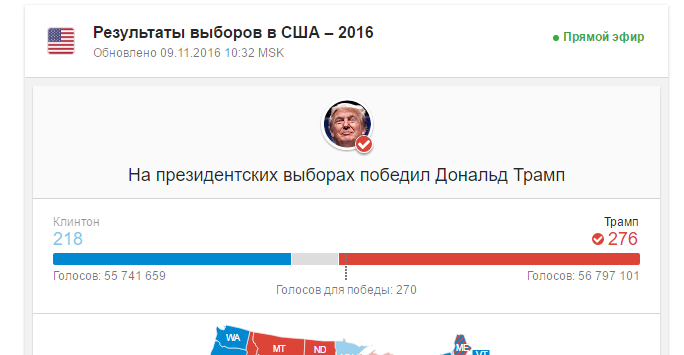 Результаты выборов в США – 2016
Обновлено 09.11.2016 10:32 MSK
Прямой эфир
На президентских выборах победил Дональд Трамп
Клинтон
Трамп
218
276
Голосов: 55 741 659
Голосов: 56 797 101
Голосов для победы: 270
WA
MT
ND
ME
VT